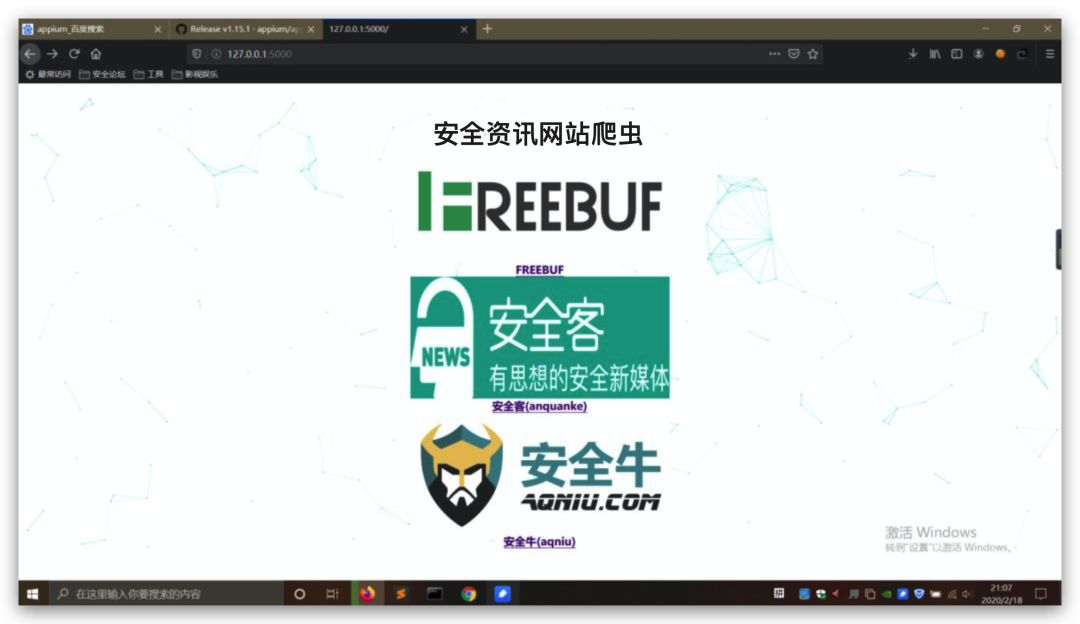 appium_百度搜索
Release v1.15.1 · appium/ap
127.0.0.1:5000/
127.0.0.1:5000
最常访问 安全论坛 工具 影视娱乐
安全资讯网站爬虫
FREEBUF
FREEBUF
NEWS
安全客
有思想的安全新媒体
安全客(anquanke)
安全牛
AQNIU.COM
安全牛(aqniu)
激活 Windows
转到"设置"以激活 Windows。
在这里输入你要搜索的内容
21:07
2020/2/18